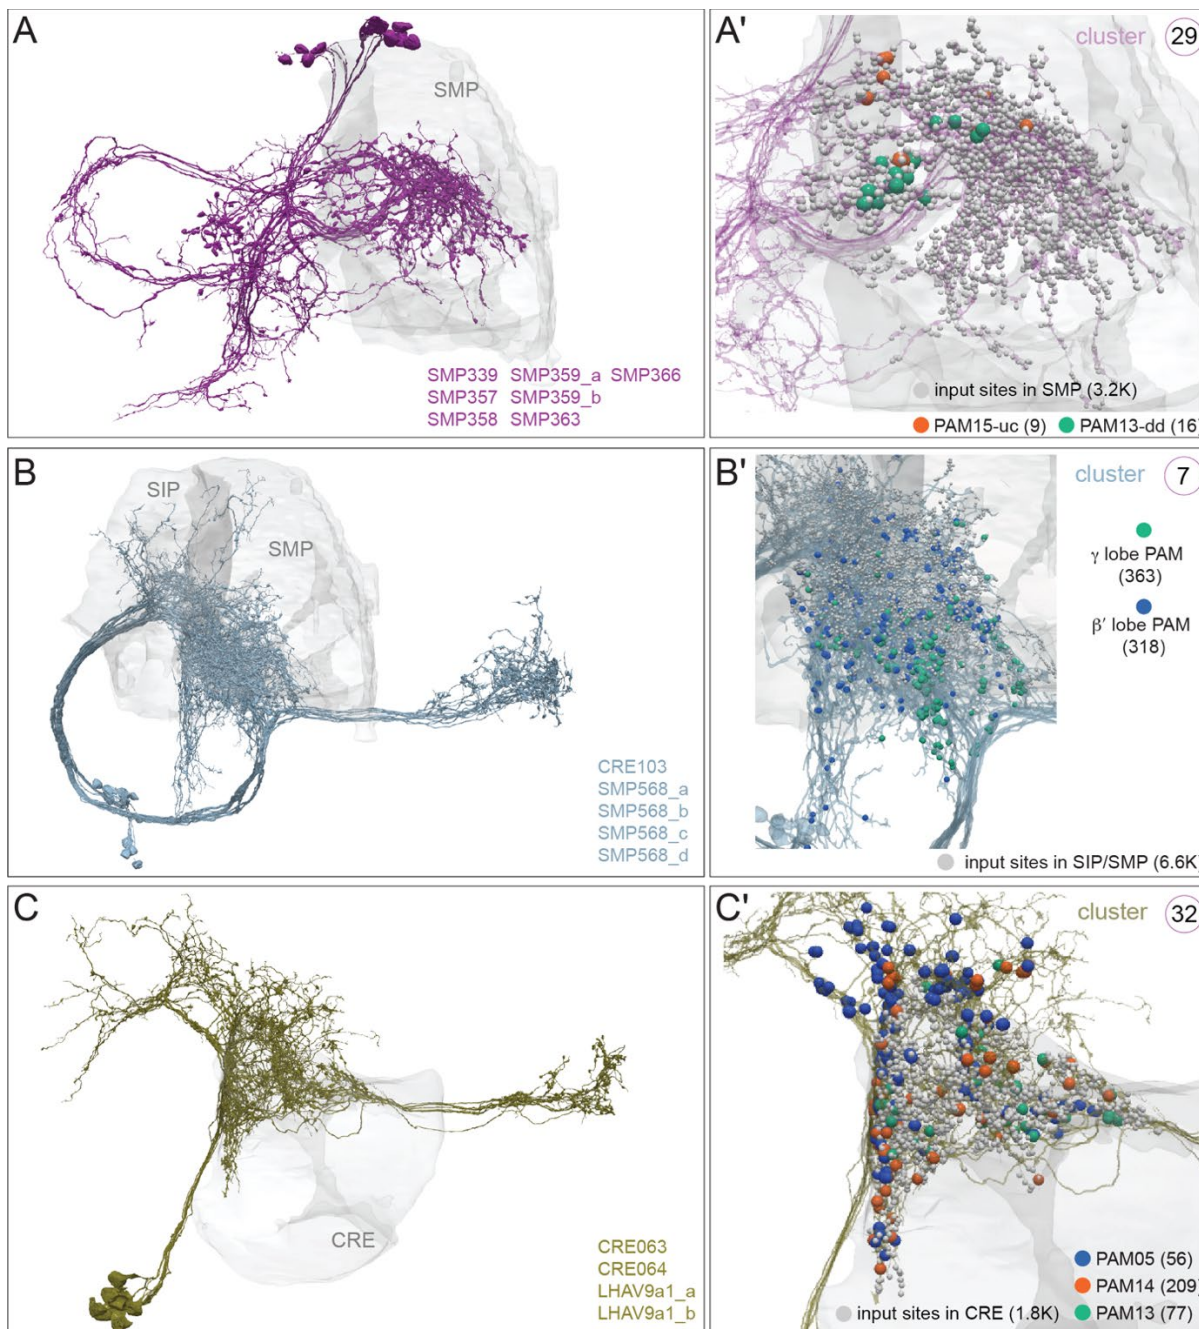 A
SMP
SMP339 SMP359_a SMP366
SMP357 SMP359_b
SMP358 SMP363
A'
cluster 29
input sites in SMP (3.2K)
PAM15-uc (9) PAM13-dd (16)
B
SIP
SMP
CRE103
SMP568_a
SMP568_b
SMP568_c
SMP568_d
B'
cluster 7
γ lobe PAM
(363)
β' lobe PAM
(318)
input sites in SIP/SMP (6.6K)
C
CRE
CRE063
CRE064
LHAV9a1_a
LHAV9a1_b
C'
cluster 32
PAM05 (56)
PAM14 (209)
input sites in CRE (1.8K) PAM13 (77)